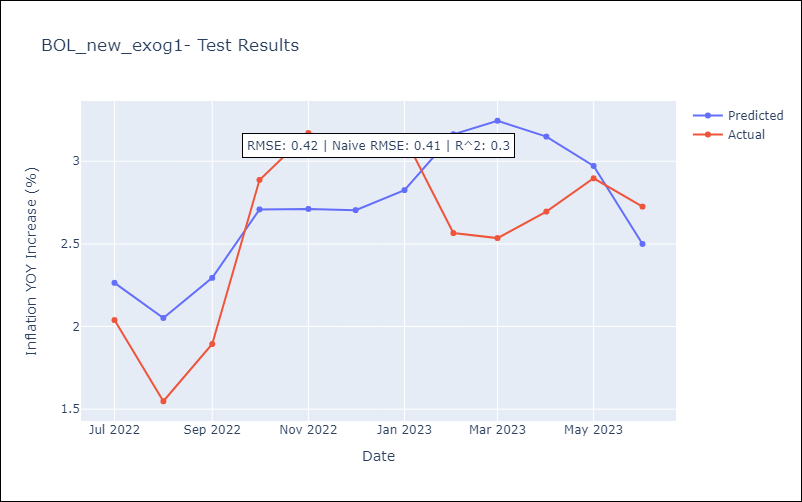 BOL_new_exog1- Test Results
Predicted
Actual
RMSE: 0.42 | Naive RMSE: 0.41 | R^2: 0.3
Inflation YOY Increase (%)
3
2.5
2
1.5
Jul 2022
Sep 2022
Nov 2022
Jan 2023
Mar 2023
May 2023
Date